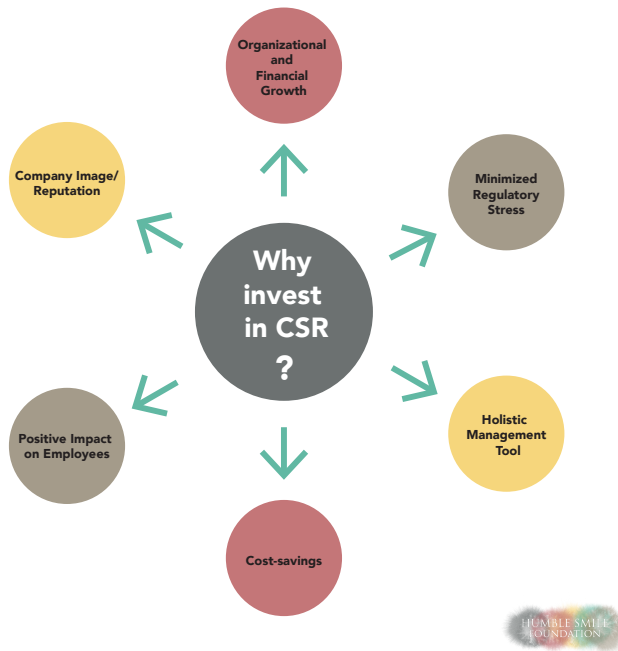 Organizational
and
Financial
Growth
Company Image/
Reputation
Minimized
Regulatory
Stress
Why
invest
in CSR
?
Positive Impact
on Employees
Holistic
Management
Tool
Cost-savings
HUMBLE SMILE
FOUNDATION